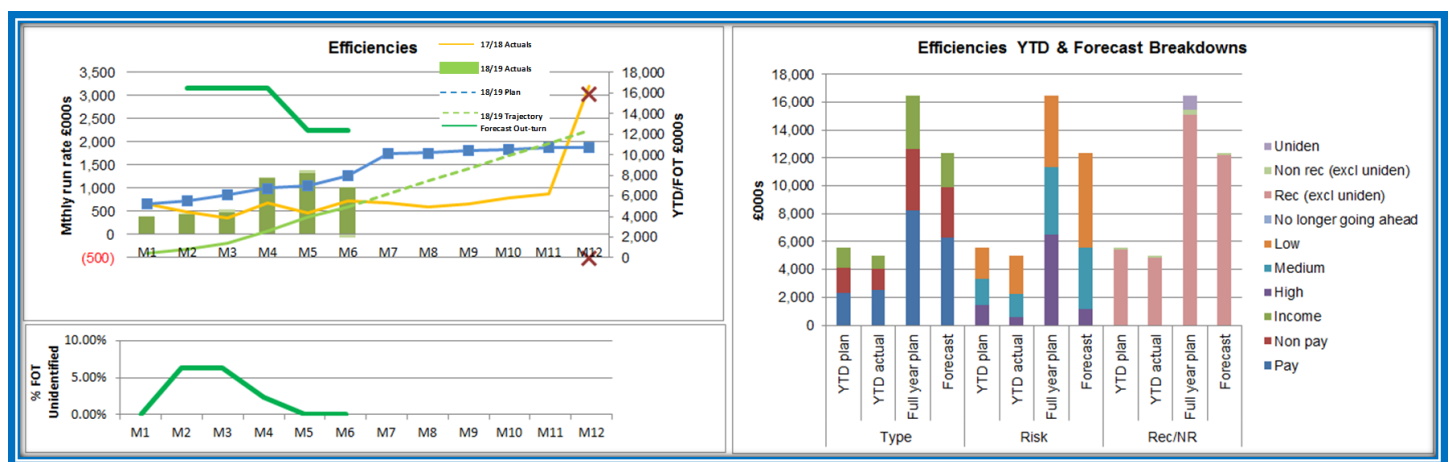 Efficiencies
17/18 Actuals
18/19 Actuals
18/19 Plan
18/19 Trajectory
Forecast Out-turn
Mthly run rate £000s
3,500
3,000
2,500
2,000
1,500
1,000
500
0
(500)
18,000
16,000
14,000
12,000
10,000
8,000
6,000
4,000
2,000
0
YTD/FOT £000s
M1 M2 M3 M4 M5 M6 M7 M8 M9 M10 M11 M12
% FOT
Unidentified
10.00%
5.00%
0.00%
M1 M2 M3 M4 M5 M6 M7 M8 M9 M10 M11 M12
Efficiencies YTD & Forecast Breakdowns
£000s
18,000
16,000
14,000
12,000
10,000
8,000
6,000
4,000
2,000
0
YTD plan
YTD actual
Full year plan
Forecast
YTD plan
YTD actual
Full year plan
Forecast
YTD plan
YTD actual
Full year plan
Forecast
Type Risk Rec/NR
Uniden
Non rec (excl uniden)
Rec (excl uniden)
No longer going ahead
Low
Medium
High
Income
Non pay
Pay